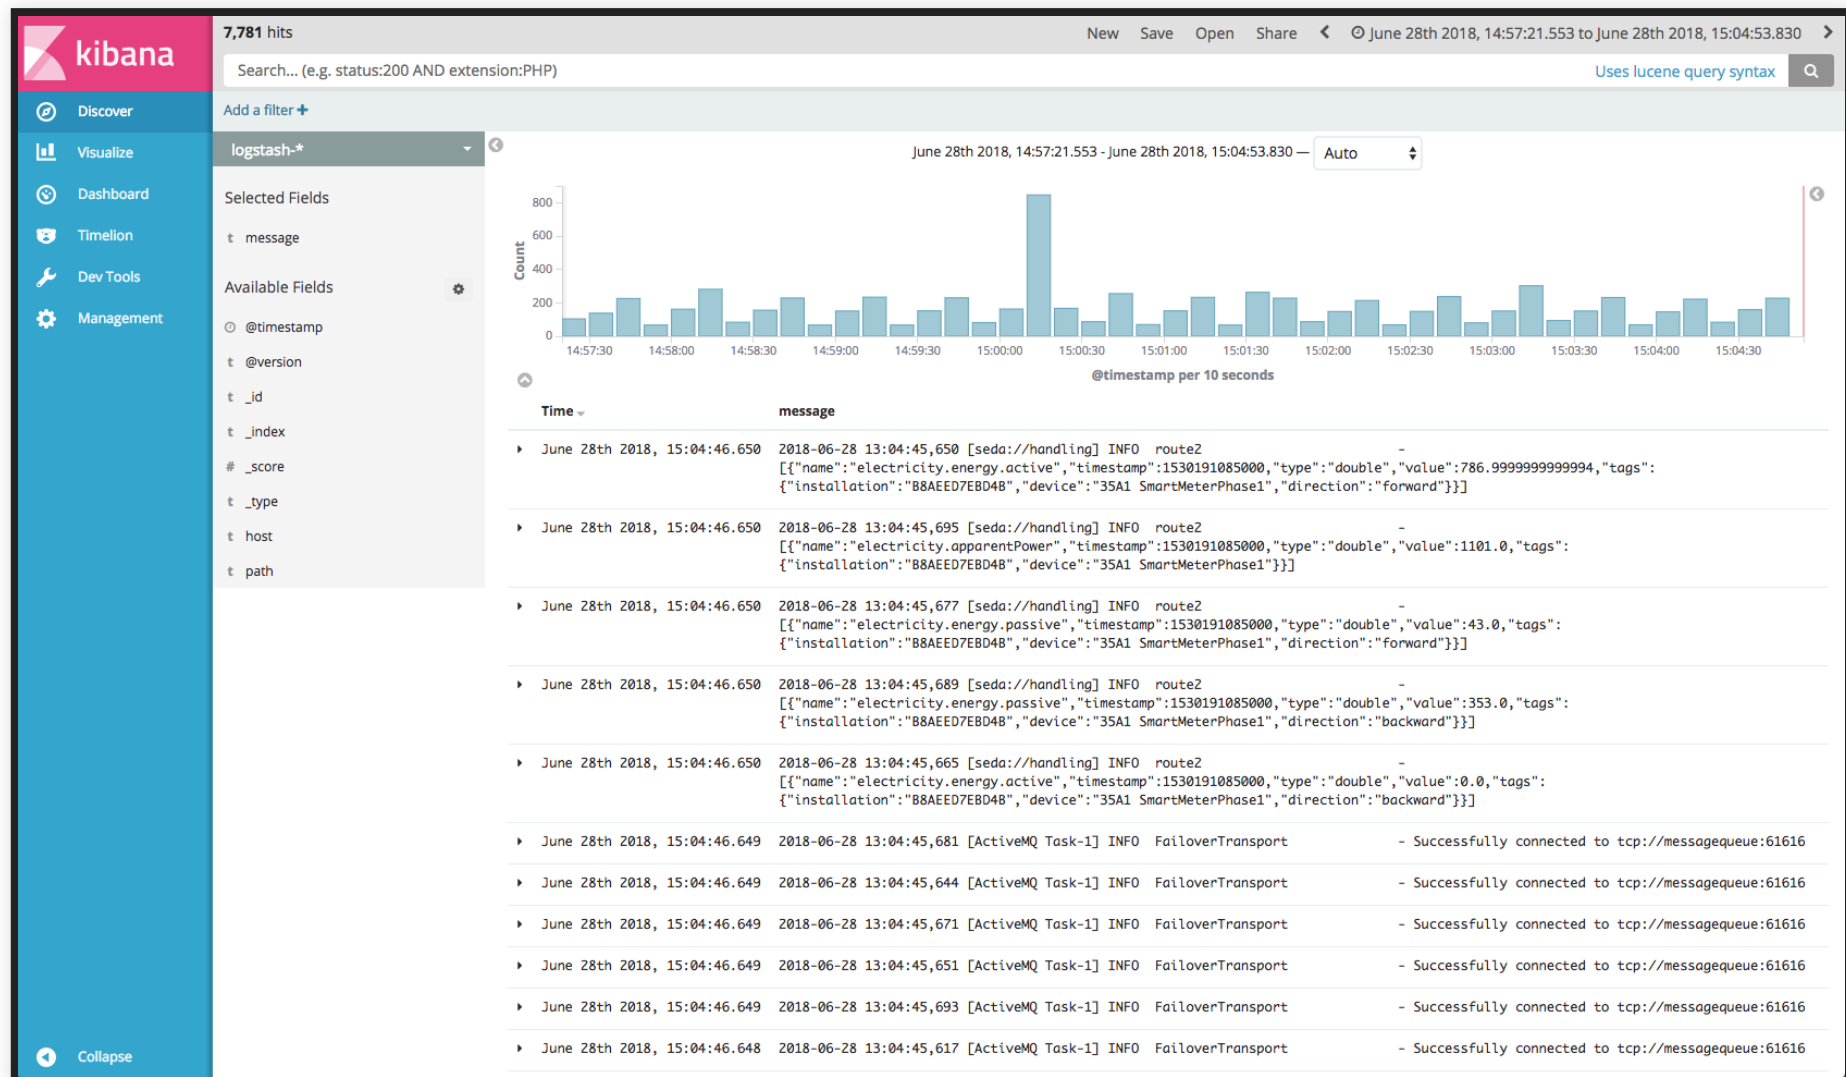 kibana
Discover
Visualize
Dashboard
Timelion
Dev Tools
Management
Collapse
7,781 hits
New Save Open Share June 28th 2018, 14:57:21.553 to June 28th 2018, 15:04:53.830
Search... (e.g. status:200 AND extension:PHP) Uses lucene query syntax
Add a filter +
logstash-*
Selected Fields
t message
Available Fields
@timestamp
t @version
t _id
t _index
# _score
t _type
t host
t path
June 28th 2018, 14:57:21.553 - June 28th 2018, 15:04:53.830 — Auto
Count
800
600
400
200
0
14:57:30 14:58:00 14:58:30 14:59:00 14:59:30 15:00:00 15:00:30 15:01:00 15:01:30 15:02:00 15:02:30 15:03:00 15:03:30 15:04:00 15:04:30
@timestamp per 10 seconds
Time message
June 28th 2018, 15:04:46.650 2018-06-28 13:04:45,650 [seda://handling] INFO route2 -
[{"name":"electricity.energy.active","timestamp":1530191085000,"type":"double","value":786.9999999999994,"tags":
{"installation":"B8AEED7EBD4B","device":"35A1 SmartMeterPhase1","direction":"forward"}}]
June 28th 2018, 15:04:46.650 2018-06-28 13:04:45,695 [seda://handling] INFO route2 -
[{"name":"electricity.apparentPower","timestamp":1530191085000,"type":"double","value":1101.0,"tags":
{"installation":"B8AEED7EBD4B","device":"35A1 SmartMeterPhase1"}}]
June 28th 2018, 15:04:46.650 2018-06-28 13:04:45,677 [seda://handling] INFO route2 -
[{"name":"electricity.energy.passive","timestamp":1530191085000,"type":"double","value":43.0,"tags":
{"installation":"B8AEED7EBD4B","device":"35A1 SmartMeterPhase1","direction":"forward"}}]
June 28th 2018, 15:04:46.650 2018-06-28 13:04:45,689 [seda://handling] INFO route2 -
[{"name":"electricity.energy.passive","timestamp":1530191085000,"type":"double","value":353.0,"tags":
{"installation":"B8AEED7EBD4B","device":"35A1 SmartMeterPhase1","direction":"backward"}}]
June 28th 2018, 15:04:46.650 2018-06-28 13:04:45,665 [seda://handling] INFO route2 -
[{"name":"electricity.energy.active","timestamp":1530191085000,"type":"double","value":0.0,"tags":
{"installation":"B8AEED7EBD4B","device":"35A1 SmartMeterPhase1","direction":"backward"}}]
June 28th 2018, 15:04:46.649 2018-06-28 13:04:45,681 [ActiveMQ Task-1] INFO FailoverTransport - Successfully connected to tcp://messagequeue:61616
June 28th 2018, 15:04:46.649 2018-06-28 13:04:45,644 [ActiveMQ Task-1] INFO FailoverTransport - Successfully connected to tcp://messagequeue:61616
June 28th 2018, 15:04:46.649 2018-06-28 13:04:45,671 [ActiveMQ Task-1] INFO FailoverTransport - Successfully connected to tcp://messagequeue:61616
June 28th 2018, 15:04:46.649 2018-06-28 13:04:45,651 [ActiveMQ Task-1] INFO FailoverTransport - Successfully connected to tcp://messagequeue:61616
June 28th 2018, 15:04:46.649 2018-06-28 13:04:45,693 [ActiveMQ Task-1] INFO FailoverTransport - Successfully connected to tcp://messagequeue:61616
June 28th 2018, 15:04:46.648 2018-06-28 13:04:45,617 [ActiveMQ Task-1] INFO FailoverTransport - Successfully connected to tcp://messagequeue:61616